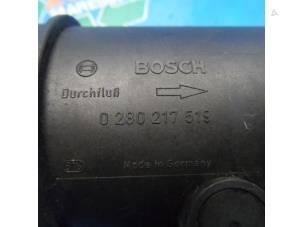 BOSCH
Durchfluß
0 280 217 519
Made in Germany